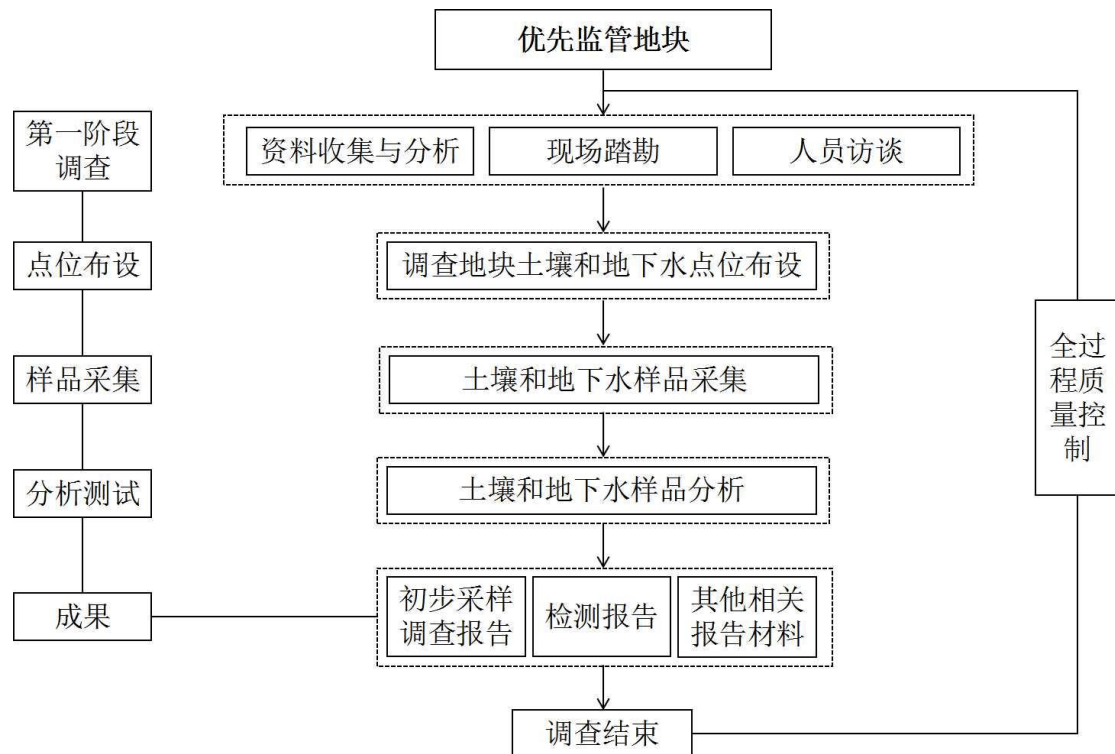 优先监管地块
第一阶段
调查
资料收集与分析
现场踏勘
人员访谈
点位布设
调查地块土壤和地下水点位布设
样品采集
土壤和地下水样品采集
全过
程质
量控
制
分析测试
土壤和地下水样品分析
成果
初步采样
调查报告
检测报告
其他相关
报告材料
调查结束